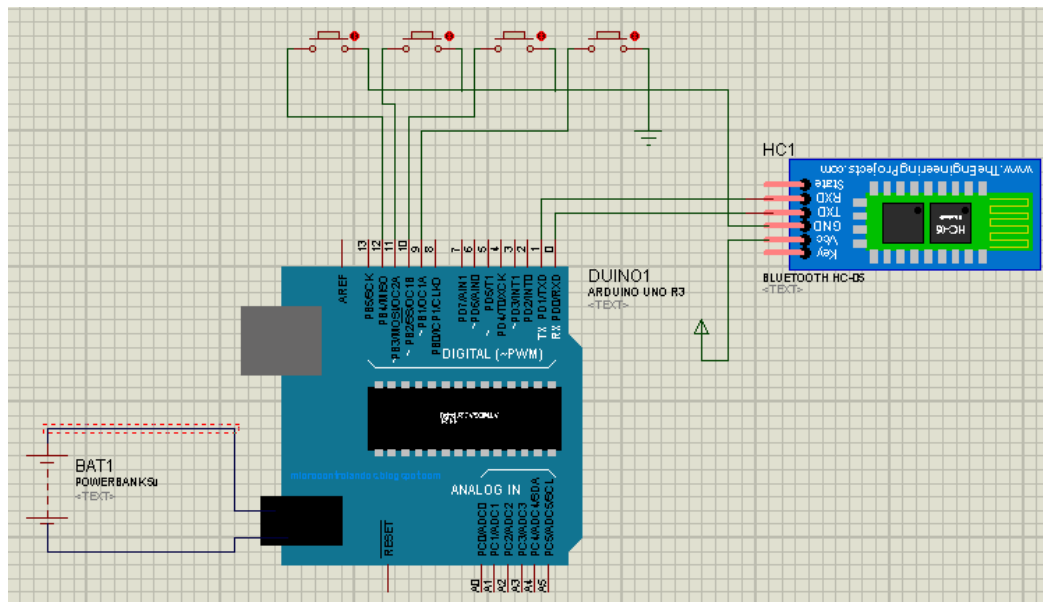 HC1
www.TheEngineeringProjects.com
State
RXD
TXD
GND
Vcc
Key
HC-05
BLUETOOTH HC-05
<TEXT>
DUINO1
ARDUINO UNO R3
<TEXT>
13
12
11
10
9
8
7
6
5
4
3
2
1
0
AREF
PB5/SCK
PB4/MISO
PB3/MOSI/OC2A
PB2/SS/OC1B
PB1/OC1A
PB0/ICP1/CLKO
PD7/AIN1
PD6/AIN0
PD5/T1
PD4/T0/XCK
PD3/INT1
PD2/INT0
PD1/TXD
PD0/RXD
TX
RX
DIGITAL (~PWM)
BAT1
POWERBANK5u
<TEXT>
ANALOG IN
RESET
PC0/ADC0
PC1/ADC1
PC2/ADC2
PC3/ADC3
PC4/ADC4/SDA
PC5/ADC5/SCL
A0
A1
A2
A3
A4
A5